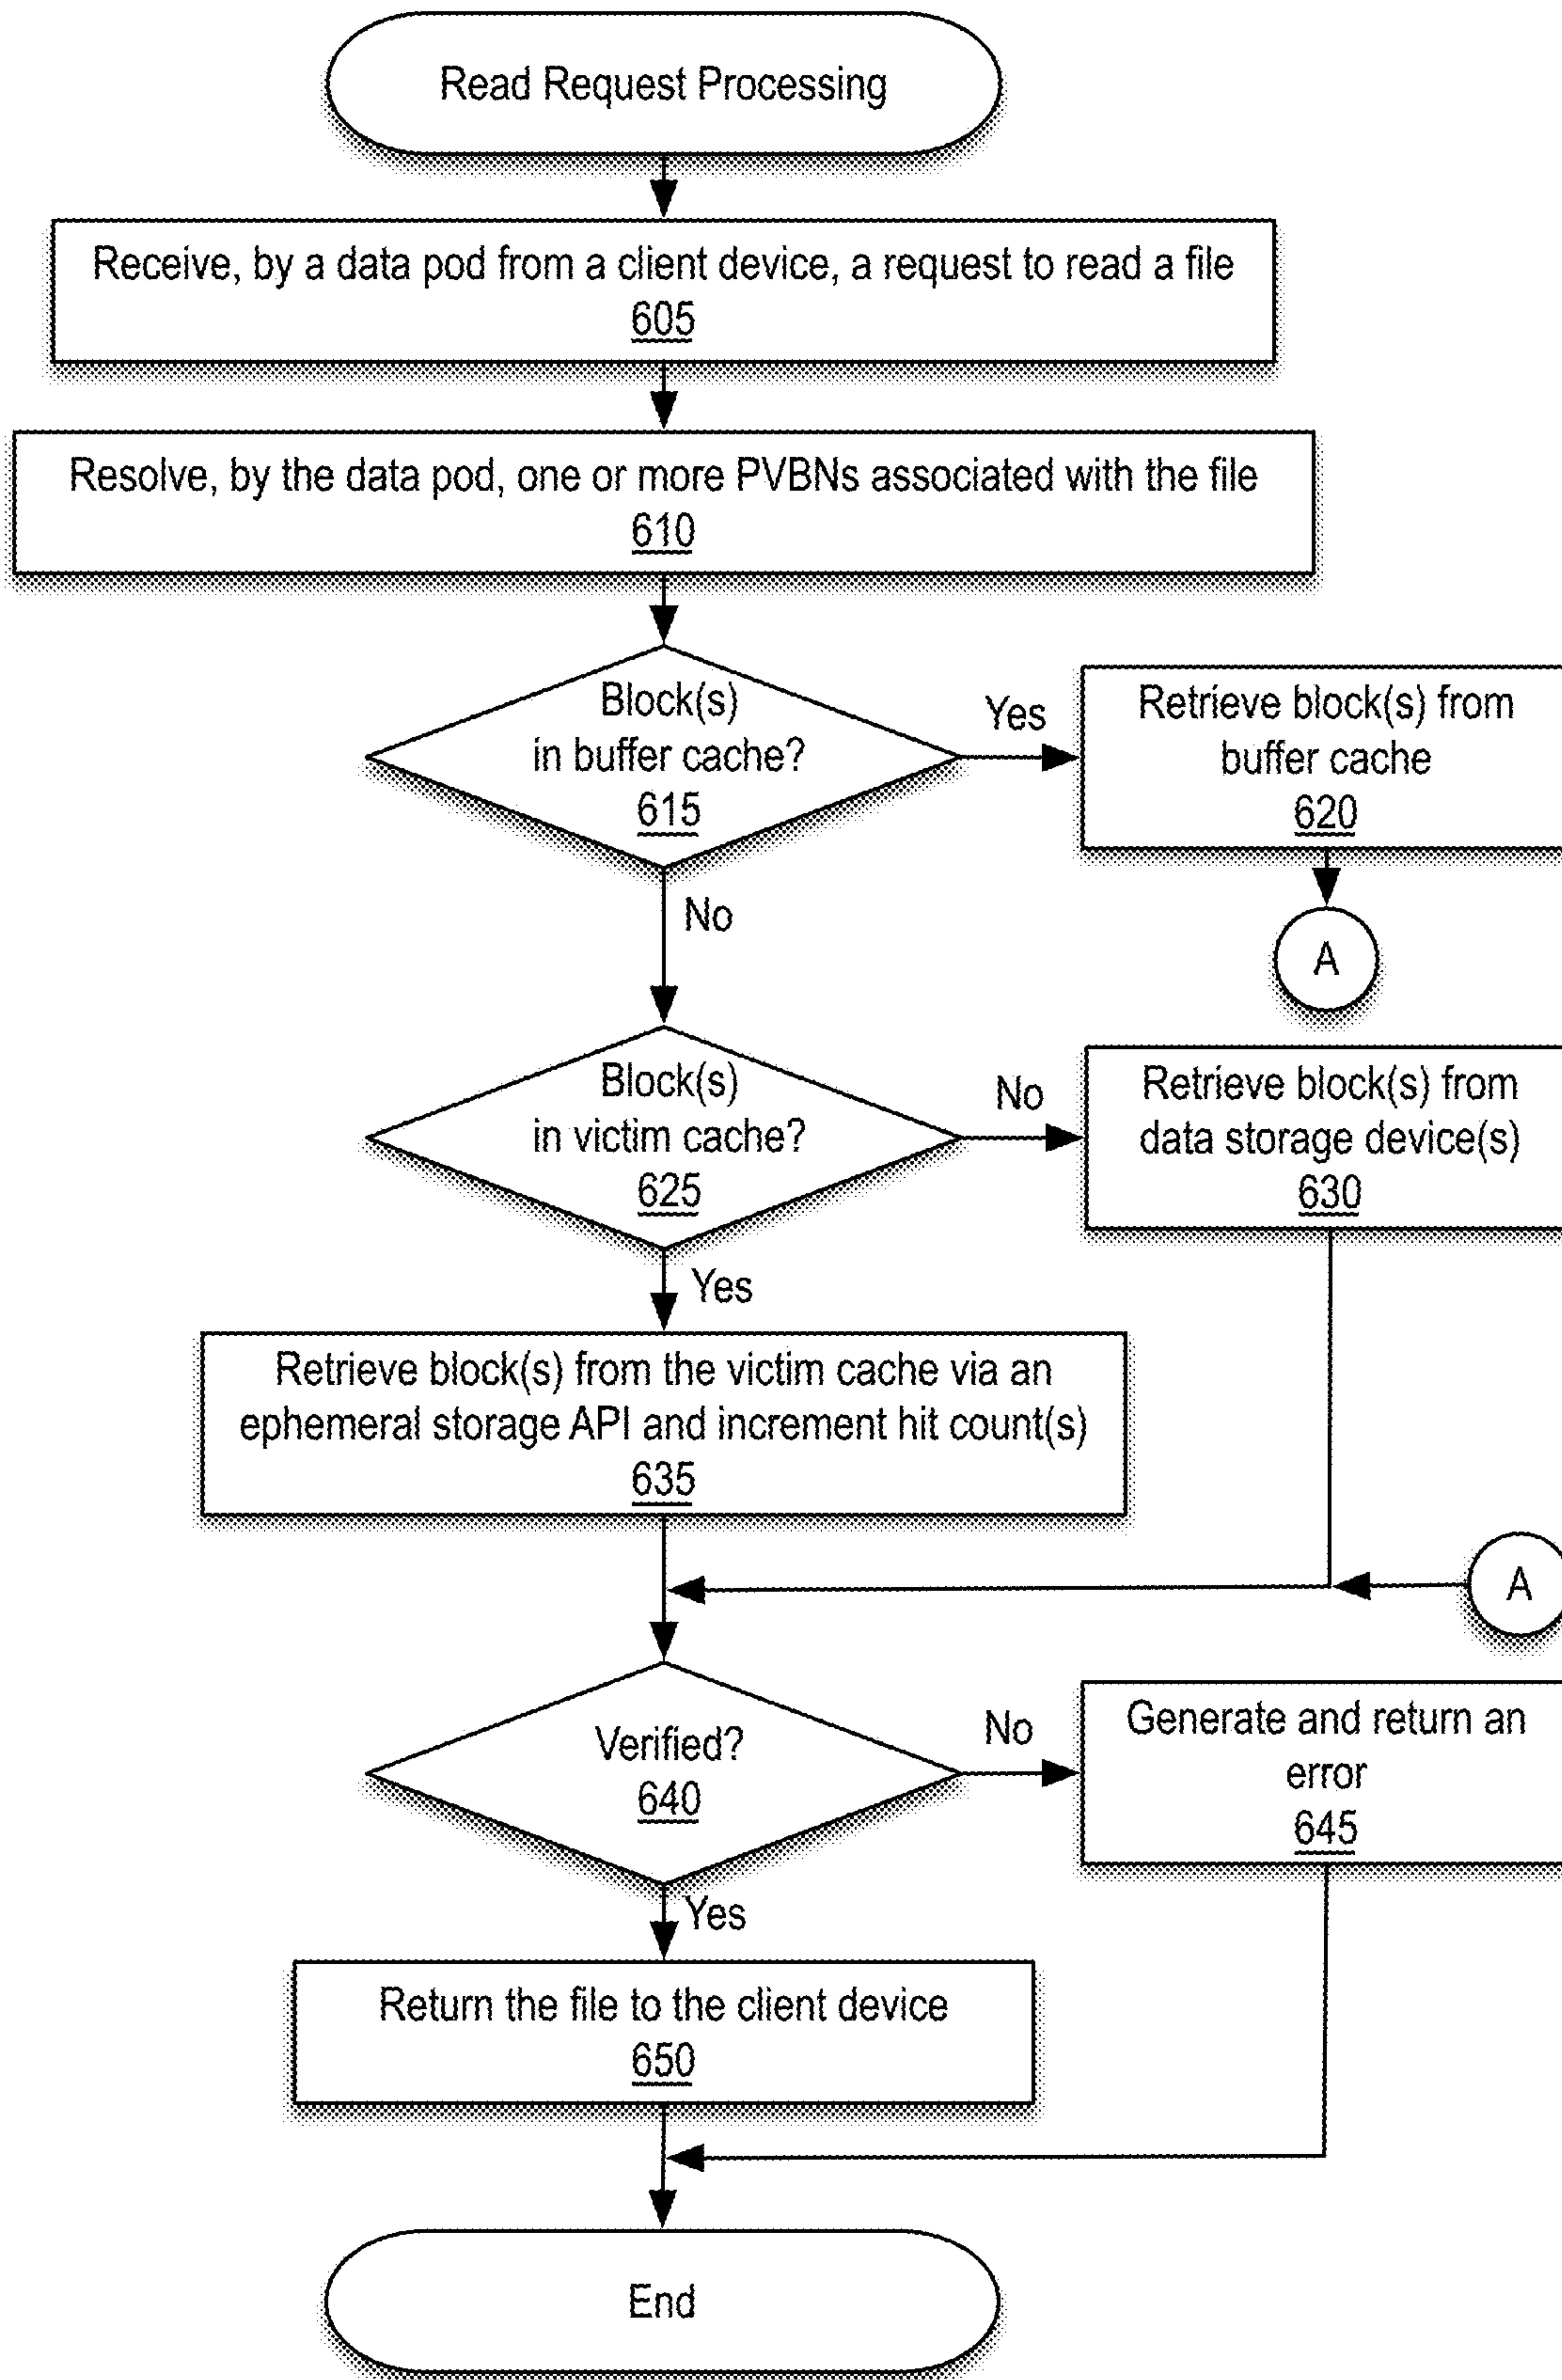 Read Request Processing
Receive, by a data pod from a client device, a request to read a file
605
Resolve, by the data pod, one or more PVBNs associated with the file
610
Block(s)
in buffer cache?
615
Yes
Retrieve block(s) from
buffer cache
620
A
No
Block(s)
in victim cache?
625
No
Retrieve block(s) from
data storage device(s)
630
Yes
Retrieve block(s) from the victim cache via an
ephemeral storage API and increment hit count(s)
635
A
Verified?
640
No
Generate and return an
error
645
Yes
Return the file to the client device
650
End